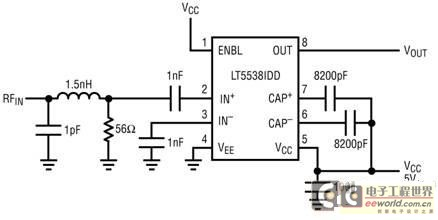 VCC
1 ENBL OUT 8 VOUT
LT5538IDD
1.5nH 1nF 8200pF
RFIN 2 IN+ CAP+ 7
3 IN− CAP− 6
1pF 56Ω 1nF 4 VEE VCC 5 8200pF
VCC
5V
电子工程世界
eeworld.com.cn